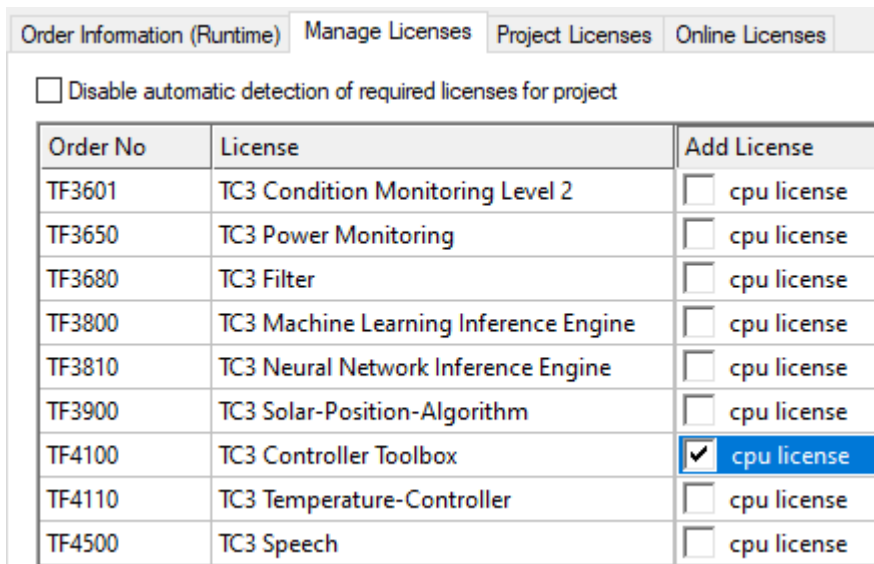 Order Information (Runtime) Manage Licenses Project Licenses Online Licenses
Disable automatic detection of required licenses for project
Order No License Add License
TF3601 TC3 Condition Monitoring Level 2 cpu license
TF3650 TC3 Power Monitoring cpu license
TF3680 TC3 Filter cpu license
TF3800 TC3 Machine Learning Inference Engine cpu license
TF3810 TC3 Neural Network Inference Engine cpu license
TF3900 TC3 Solar-Position-Algorithm cpu license
TF4100 TC3 Controller Toolbox cpu license
TF4110 TC3 Temperature-Controller cpu license
TF4500 TC3 Speech cpu license